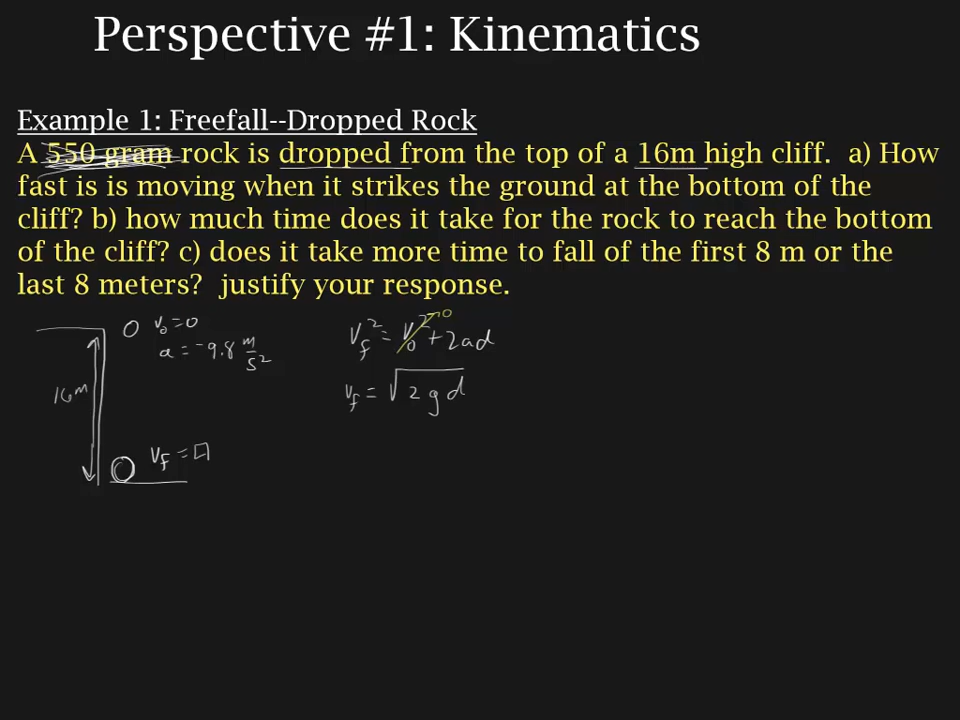 Perspective #1: Kinematics
Example 1: Freefall--Dropped Rock
A 550 gram rock is dropped from the top of a 16m high cliff. a) How
fast is is moving when it strikes the ground at the bottom of the
cliff? b) how much time does it take for the rock to reach the bottom
of the cliff? c) does it take more time to fall of the first 8 m or the
last 8 meters? justify your response.
v₀ = 0
a = -9.8 m/s²
16m
v_f = □
v_f² = v₀² →0 + 2ad
v_f = √2gd